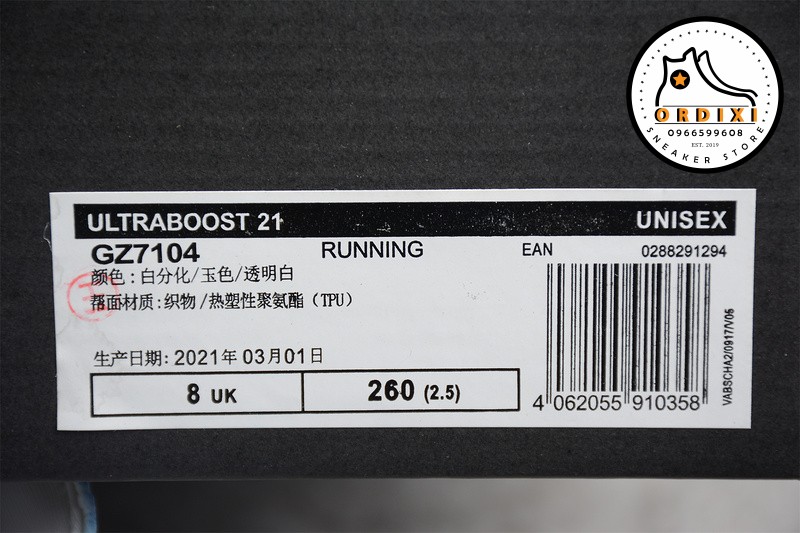 ORDIXI
0966599608
EST. 2019
SNEAKER STORE
ULTRABOOST 21 UNISEX
GZ7104 RUNNING EAN 0288291294
颜色:白分化/玉色/透明白
帮面材质:织物/热塑性聚氨酯（TPU）
生产日期: 2021年 03月01日
8 UK 260 (2.5)
4 062055 910358
VABSCHA2/0917/V06